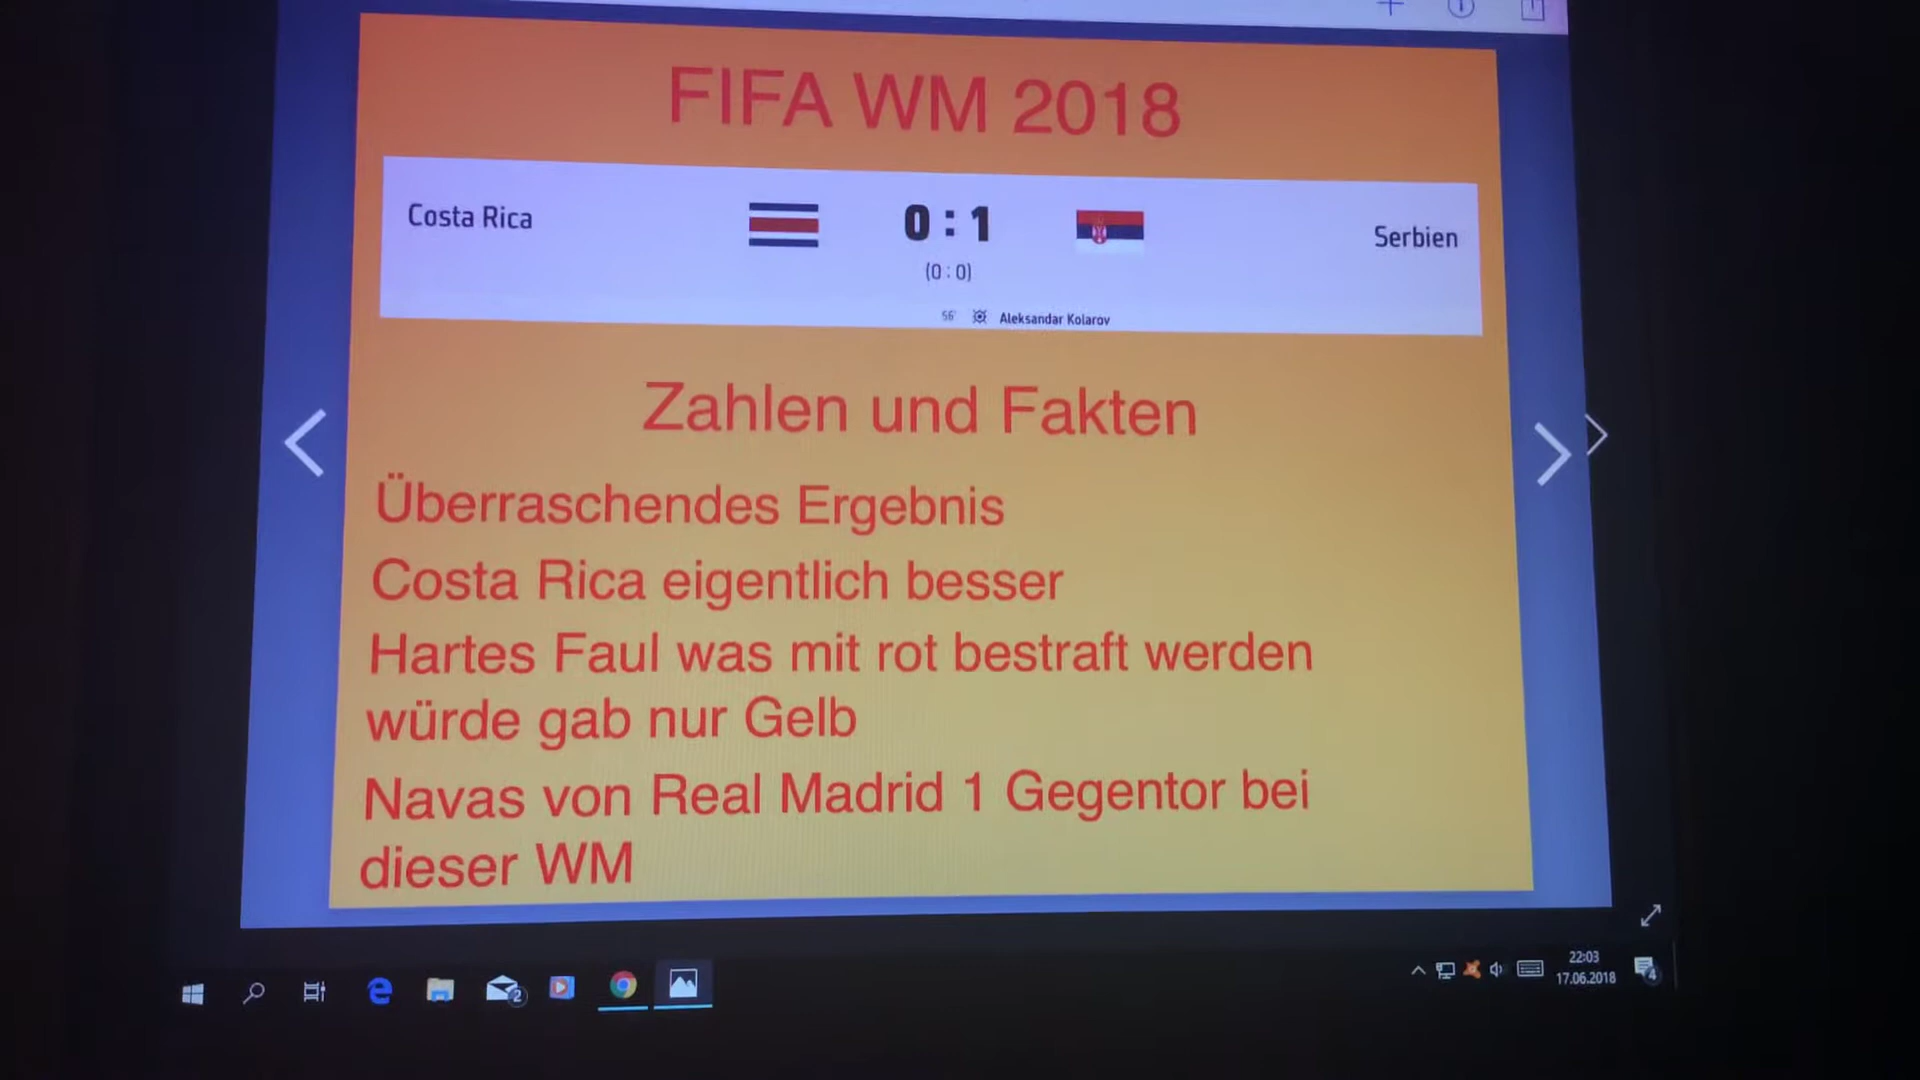 FIFA WM 2018
Costa Rica 0 : 1 Serbien
(0 : 0)
56' Aleksandar Kolarov
Zahlen und Fakten
Überraschendes Ergebnis
Costa Rica eigentlich besser
Hartes Faul was mit rot bestraft werden
würde gab nur Gelb
Navas von Real Madrid 1 Gegentor bei
dieser WM
22:03
17.06.2018
2
4